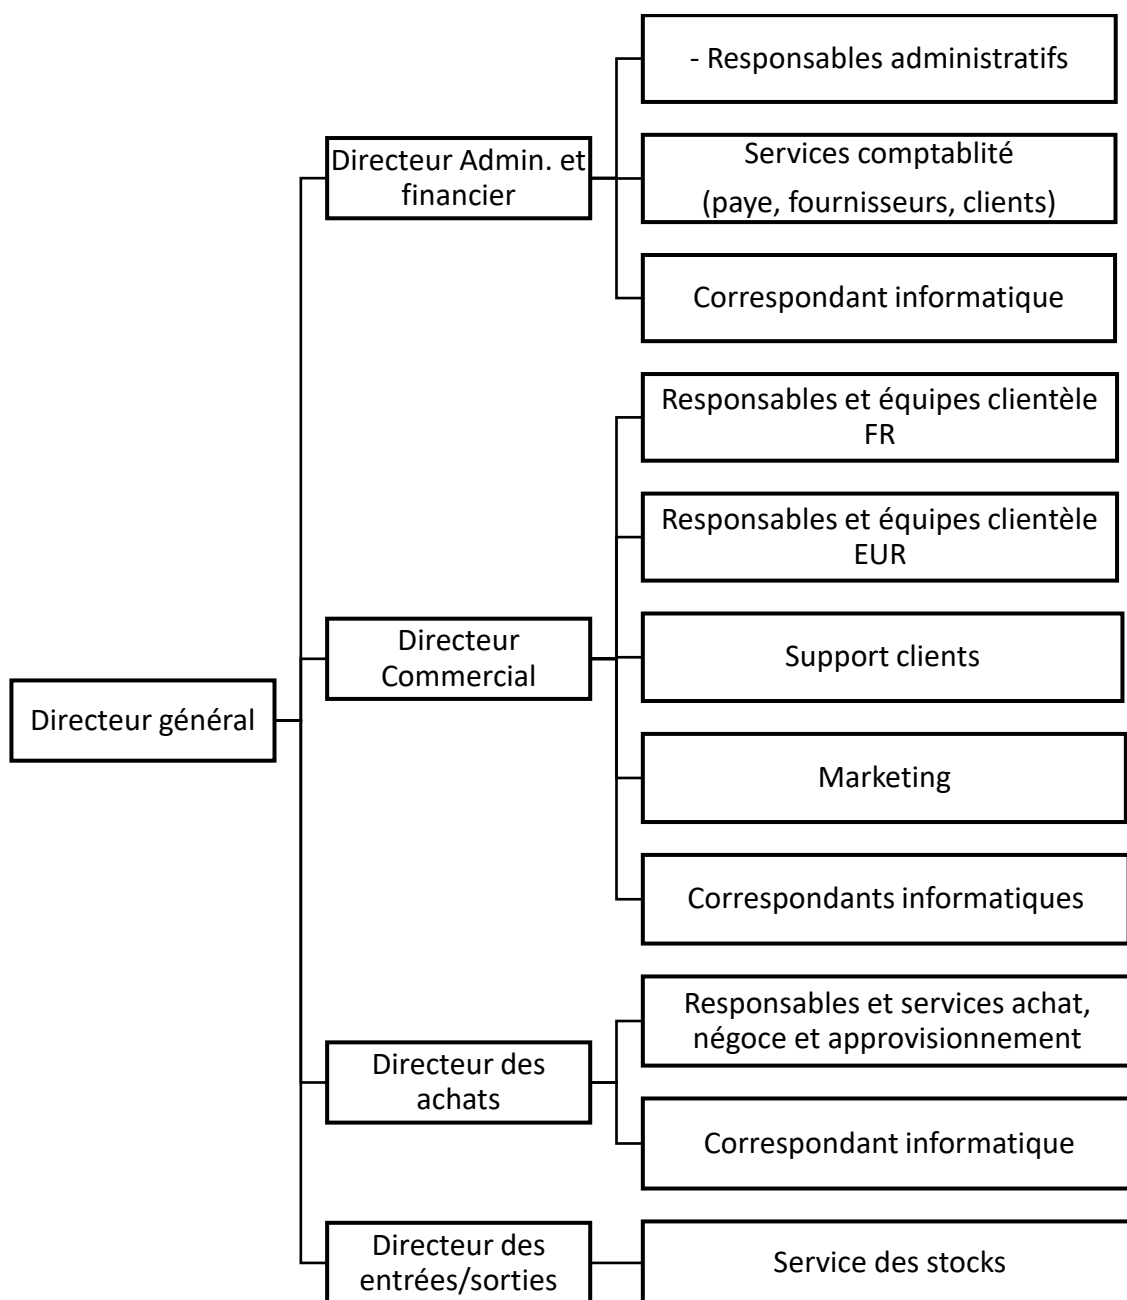 Directeur général
Directeur Admin. et
financier
- Responsables administratifs
Services comptablité
(paye, fournisseurs, clients)
Correspondant informatique
Directeur
Commercial
Responsables et équipes clientèle
FR
Responsables et équipes clientèle
EUR
Support clients
Marketing
Correspondants informatiques
Directeur des
achats
Responsables et services achat,
négoce et approvisionnement
Correspondant informatique
Directeur des
entrées/sorties
Service des stocks